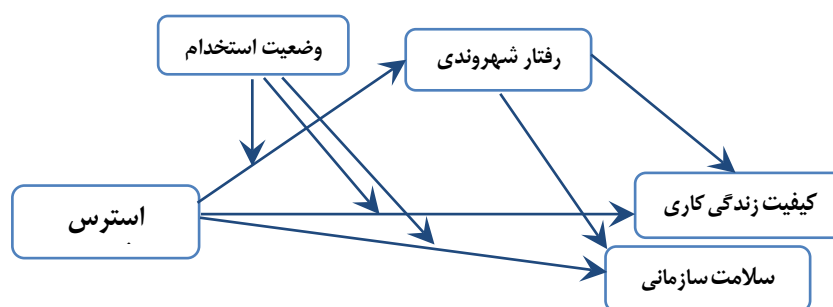 وضعیت استخدام
رفتار شهروندی
کیفیت زندگی کاری
استرس
سلامت سازمانی